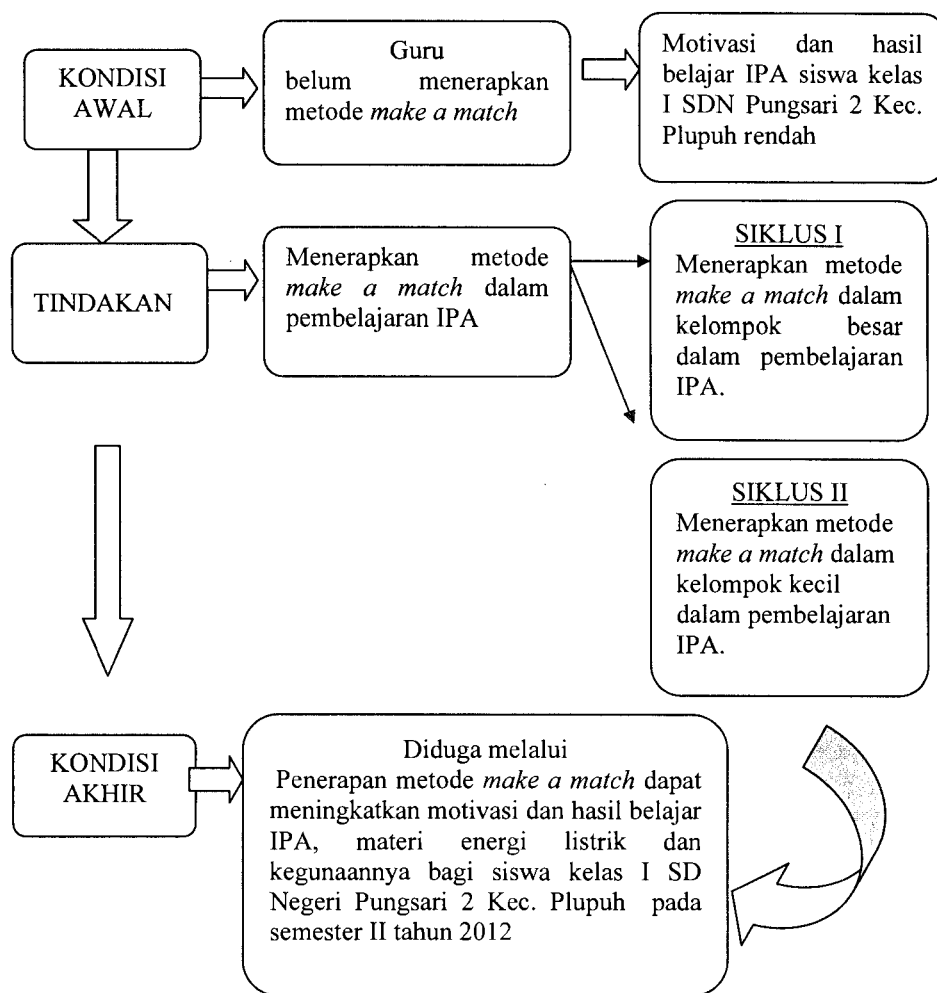 KONDISI
AWAL
Guru
belum menerapkan
metode make a match
Motivasi dan hasil
belajar IPA siswa kelas
I SDN Pungsari 2 Kec.
Plupuh rendah
TINDAKAN
Menerapkan metode
make a match dalam
pembelajaran IPA
SIKLUS I
Menerapkan metode
make a match dalam
kelompok besar
dalam pembelajaran
IPA.
SIKLUS II
Menerapkan metode
make a match dalam
kelompok kecil
dalam pembelajaran
IPA.
KONDISI
AKHIR
Diduga melalui
Penerapan metode make a match dapat
meningkatkan motivasi dan hasil belajar
IPA, materi energi listrik dan
kegunaannya bagi siswa kelas I SD
Negeri Pungsari 2 Kec. Plupuh pada
semester II tahun 2012